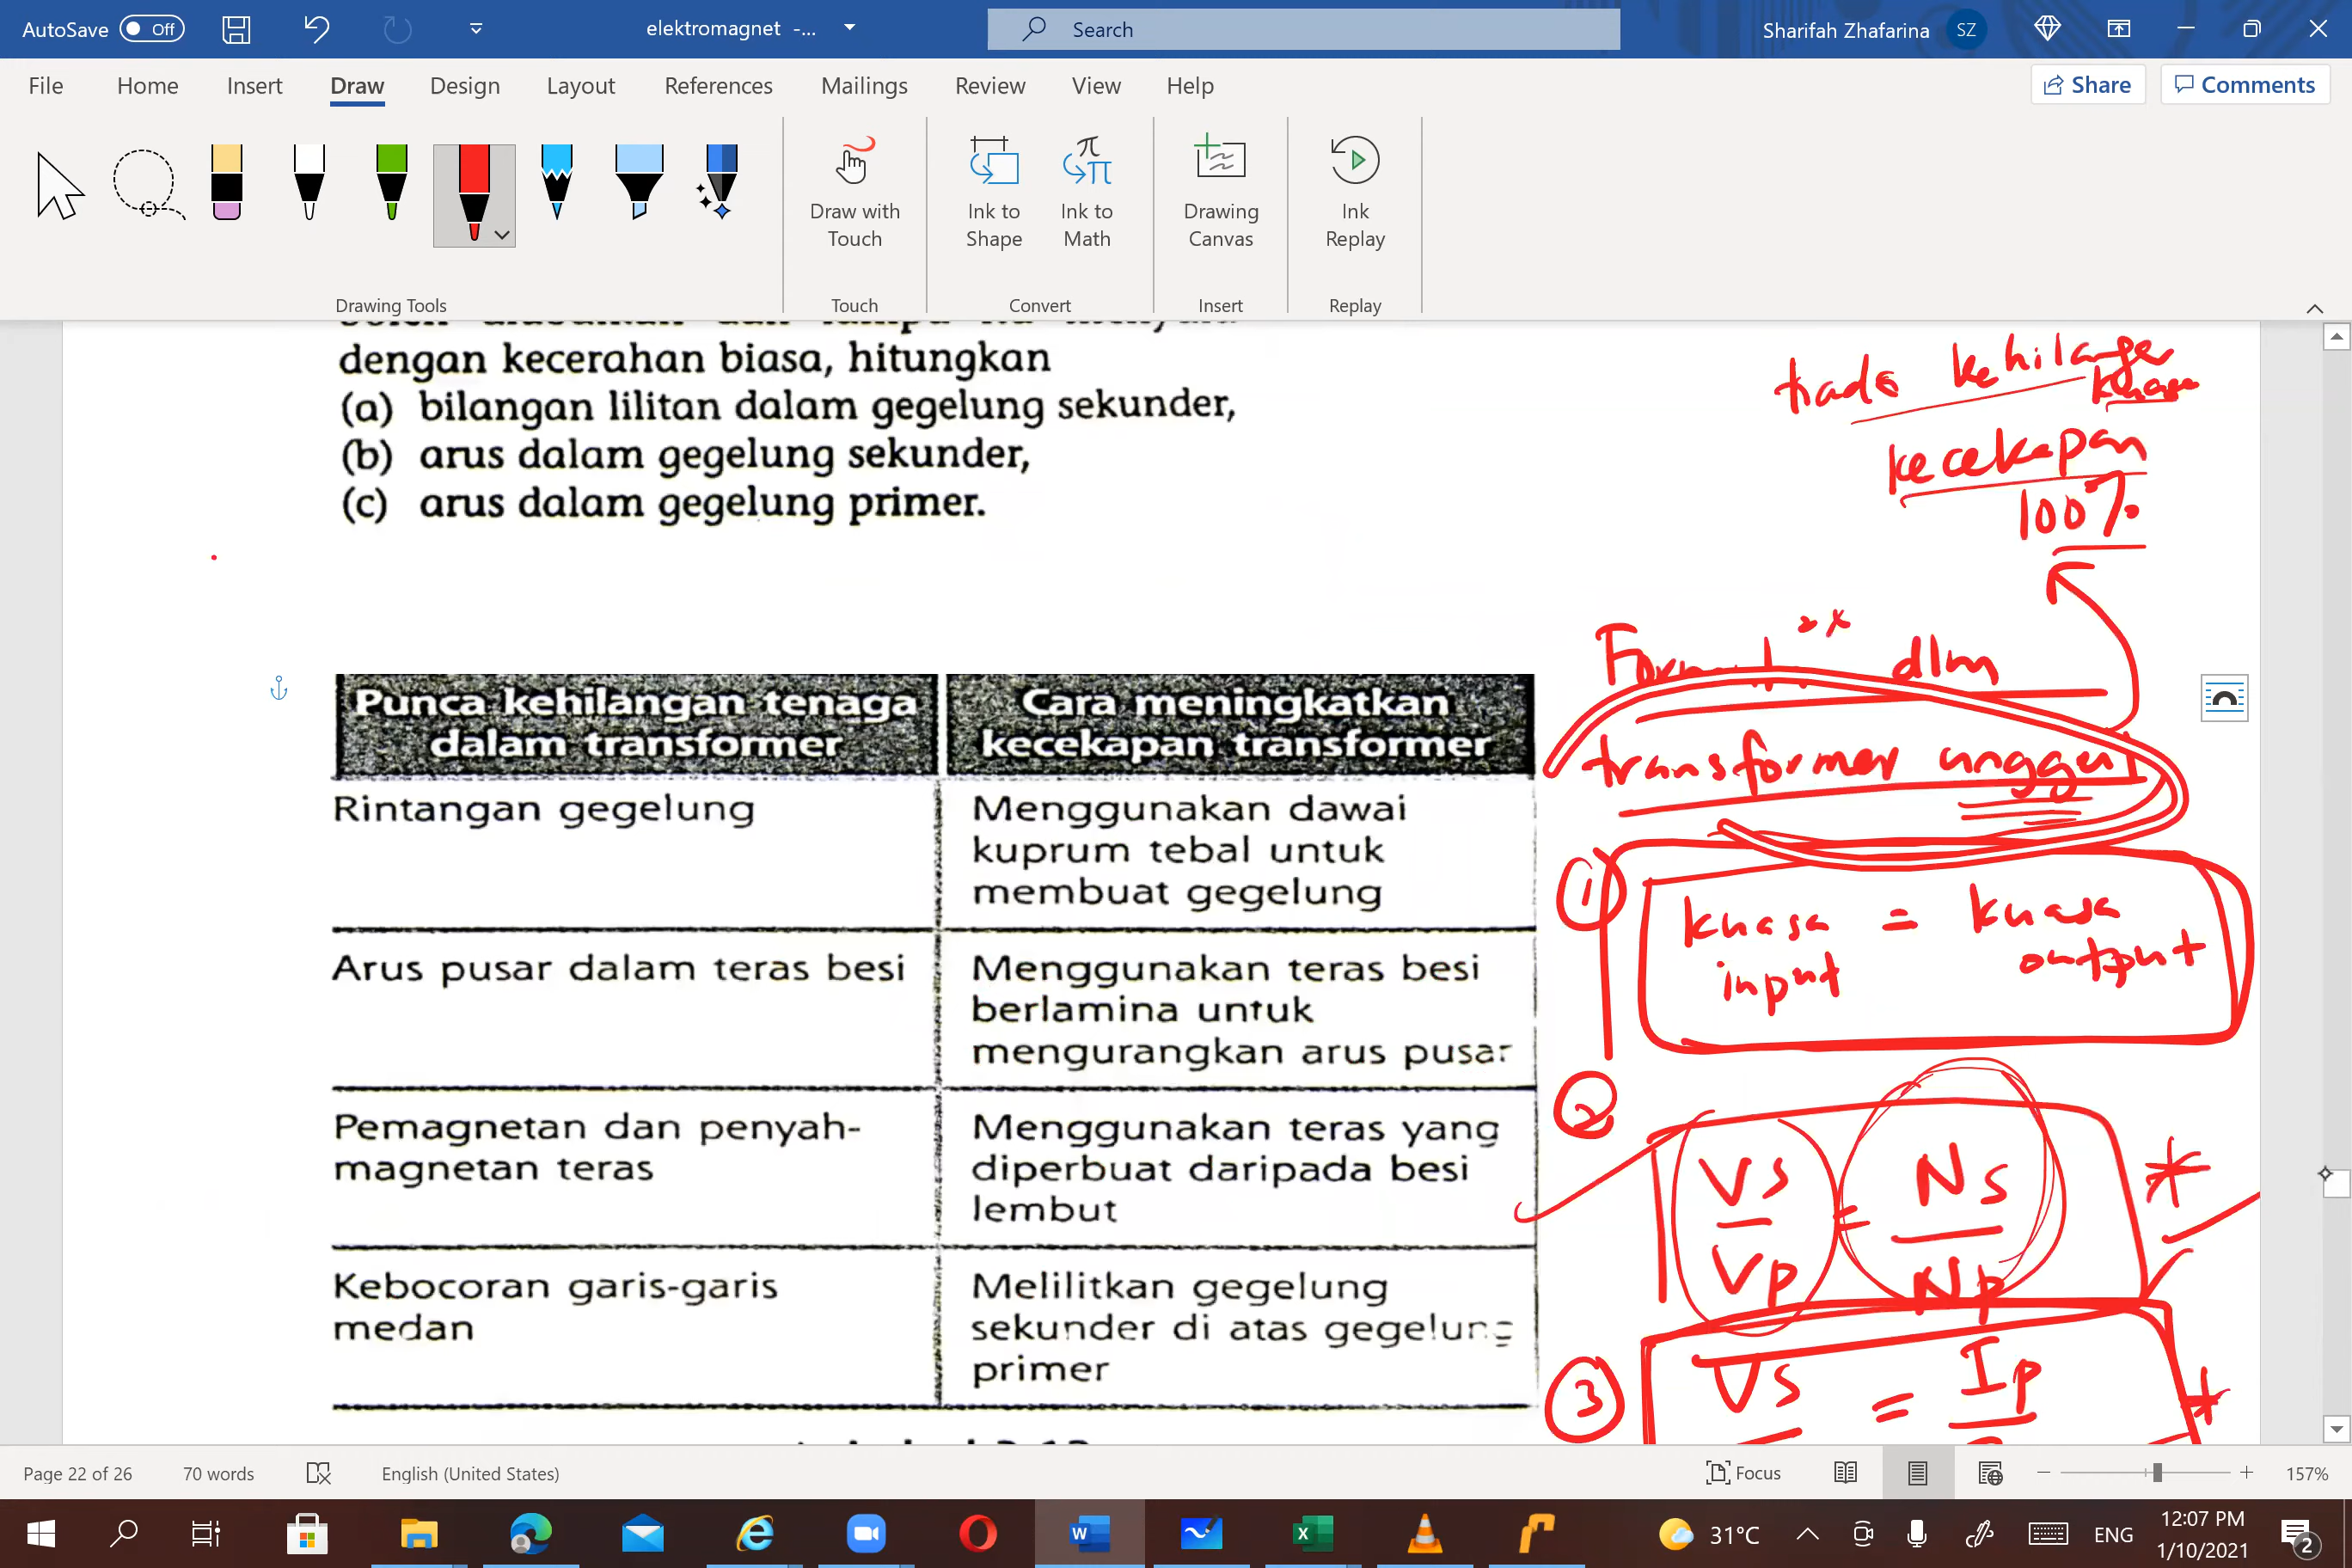 AutoSave Off
elektromagnet -...
Search
Sharifah Zhafarina SZ
File Home Insert Draw Design Layout References Mailings Review View Help
Share Comments
Draw with Touch
Ink to Shape
Ink to Math
Drawing Canvas
Ink Replay
Drawing Tools Touch Convert Insert Replay
dengan kecerahan biasa, hitungkan
(a) bilangan lilitan dalam gegelung sekunder,
(b) arus dalam gegelung sekunder,
(c) arus dalam gegelung primer.
kuasa
kecekapan
100%
Punca kehilangan tenaga
dalam transformer
Cara meningkatkan
kecekapan transformer
Rintangan gegelung
Menggunakan dawai
kuprum tebal untuk
membuat gegelung
Arus pusar dalam teras besi
Menggunakan teras besi
berlamina untuk
mengurangkan arus pusar
Pemagnetan dan penyah-
magnetan teras
Menggunakan teras yang
diperbuat daripada besi
lembut
Kebocoran garis-garis
medan
Melilitkan gegelung
sekunder di atas gegelung
primer
2x dlm
transformer unggul
1 kuasa input = kuasa output
2 Vs/Vp = Ns/Np *
3 Vs = Ip *
Page 22 of 26 70 words English (United States)
Focus 157%
31°C ENG 12:07 PM
1/10/2021 2